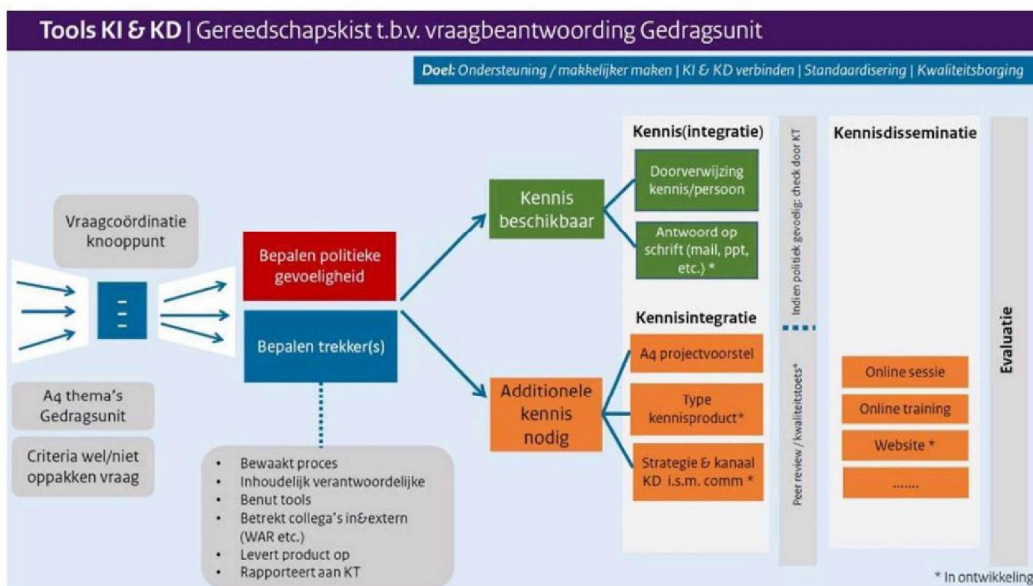 Tools KI & KD | Gereedschapskist t.b.v. vraagbeantwoording Gedragsunit
Doel: Ondersteuning / makkelijker maken | KI & KD verbinden | Standaardisering | Kwaliteitsborging
Vraagcoördinatie
knooppunt
A4 thema's
Gedragsunit
Criteria wel/niet
oppakken vraag
Bepalen politieke
gevoeligheid
Bepalen trekker(s)
• Bewaakt proces
• Inhoudelijk verantwoordelijke
• Benut tools
• Betrekt collega's in&extern
(WAR etc.)
• Levert product op
• Rapporteert aan KT
Kennis
beschikbaar
Additionele
kennis
nodig
Kennis(integratie)
Doorverwijzing
kennis/persoon
Antwoord op
schrift (mail, ppt,
etc.) *
Kennisintegratie
A4 projectvoorstel
Type
kennisproduct*
Strategie & kanaal
KD i.s.m. comm *
Indien politiek gevoelig: check door KT
Peer review / kwaliteitstoets*
Kennisdisseminatie
Online sessie
Online training
Website *
.......
Evaluatie
* In ontwikkeling